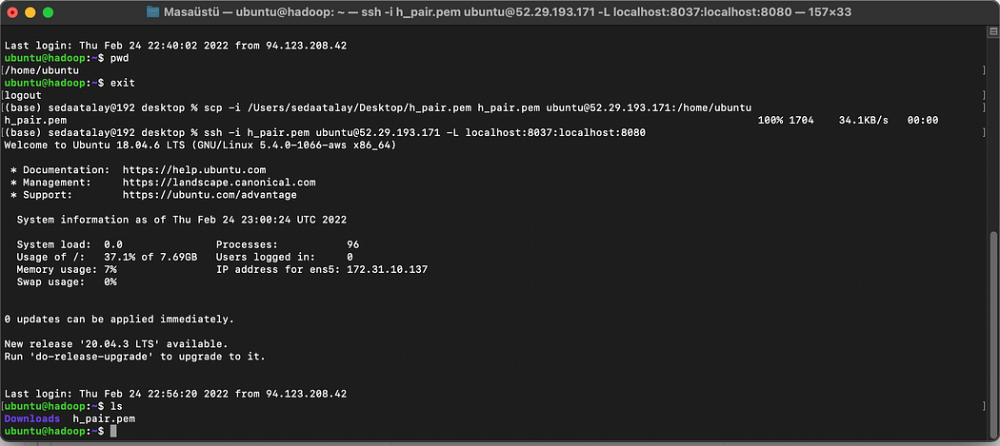 Masaüstü — ubuntu@hadoop: ~ — ssh -i h_pair.pem ubuntu@52.29.193.171 -L localhost:8037:localhost:8080 — 157×33
Last login: Thu Feb 24 22:40:02 2022 from 94.123.208.42
ubuntu@hadoop:~$ pwd
[/home/ubuntu ]
ubuntu@hadoop:~$ exit
[logout ]
[(base) sedaatalay@192 desktop % scp -i /Users/sedaatalay/Desktop/h_pair.pem h_pair.pem ubuntu@52.29.193.171:/home/ubuntu ]
h_pair.pem 100% 1704 34.1KB/s 00:00
[(base) sedaatalay@192 desktop % ssh -i h_pair.pem ubuntu@52.29.193.171 -L localhost:8037:localhost:8080 ]
Welcome to Ubuntu 18.04.6 LTS (GNU/Linux 5.4.0-1066-aws x86_64)
* Documentation: https://help.ubuntu.com
* Management: https://landscape.canonical.com
* Support: https://ubuntu.com/advantage
System information as of Thu Feb 24 23:00:24 UTC 2022
System load: 0.0 Processes: 96
Usage of /: 37.1% of 7.69GB Users logged in: 0
Memory usage: 7% IP address for ens5: 172.31.10.137
Swap usage: 0%
0 updates can be applied immediately.
New release '20.04.3 LTS' available.
Run 'do-release-upgrade' to upgrade to it.
Last login: Thu Feb 24 22:56:20 2022 from 94.123.208.42
[ubuntu@hadoop:~$ ls ]
Downloads h_pair.pem
ubuntu@hadoop:~$